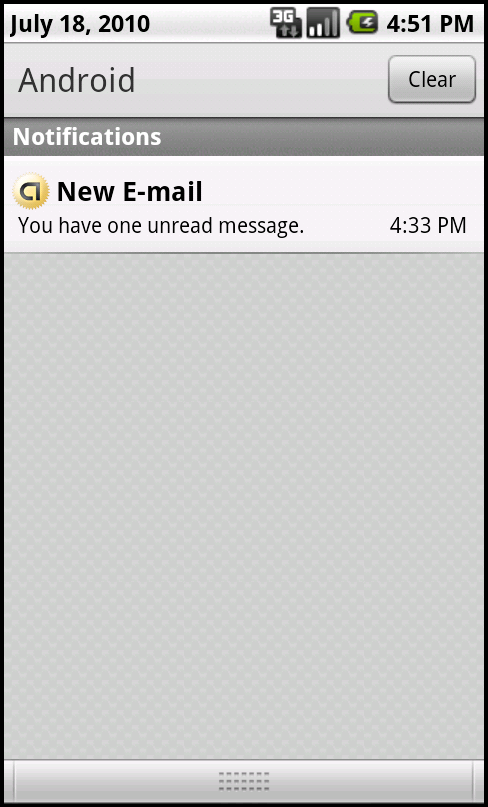 July 18, 2010 3G 4:51 PM
Android Clear
Notifications
New E-mail
You have one unread message. 4:33 PM